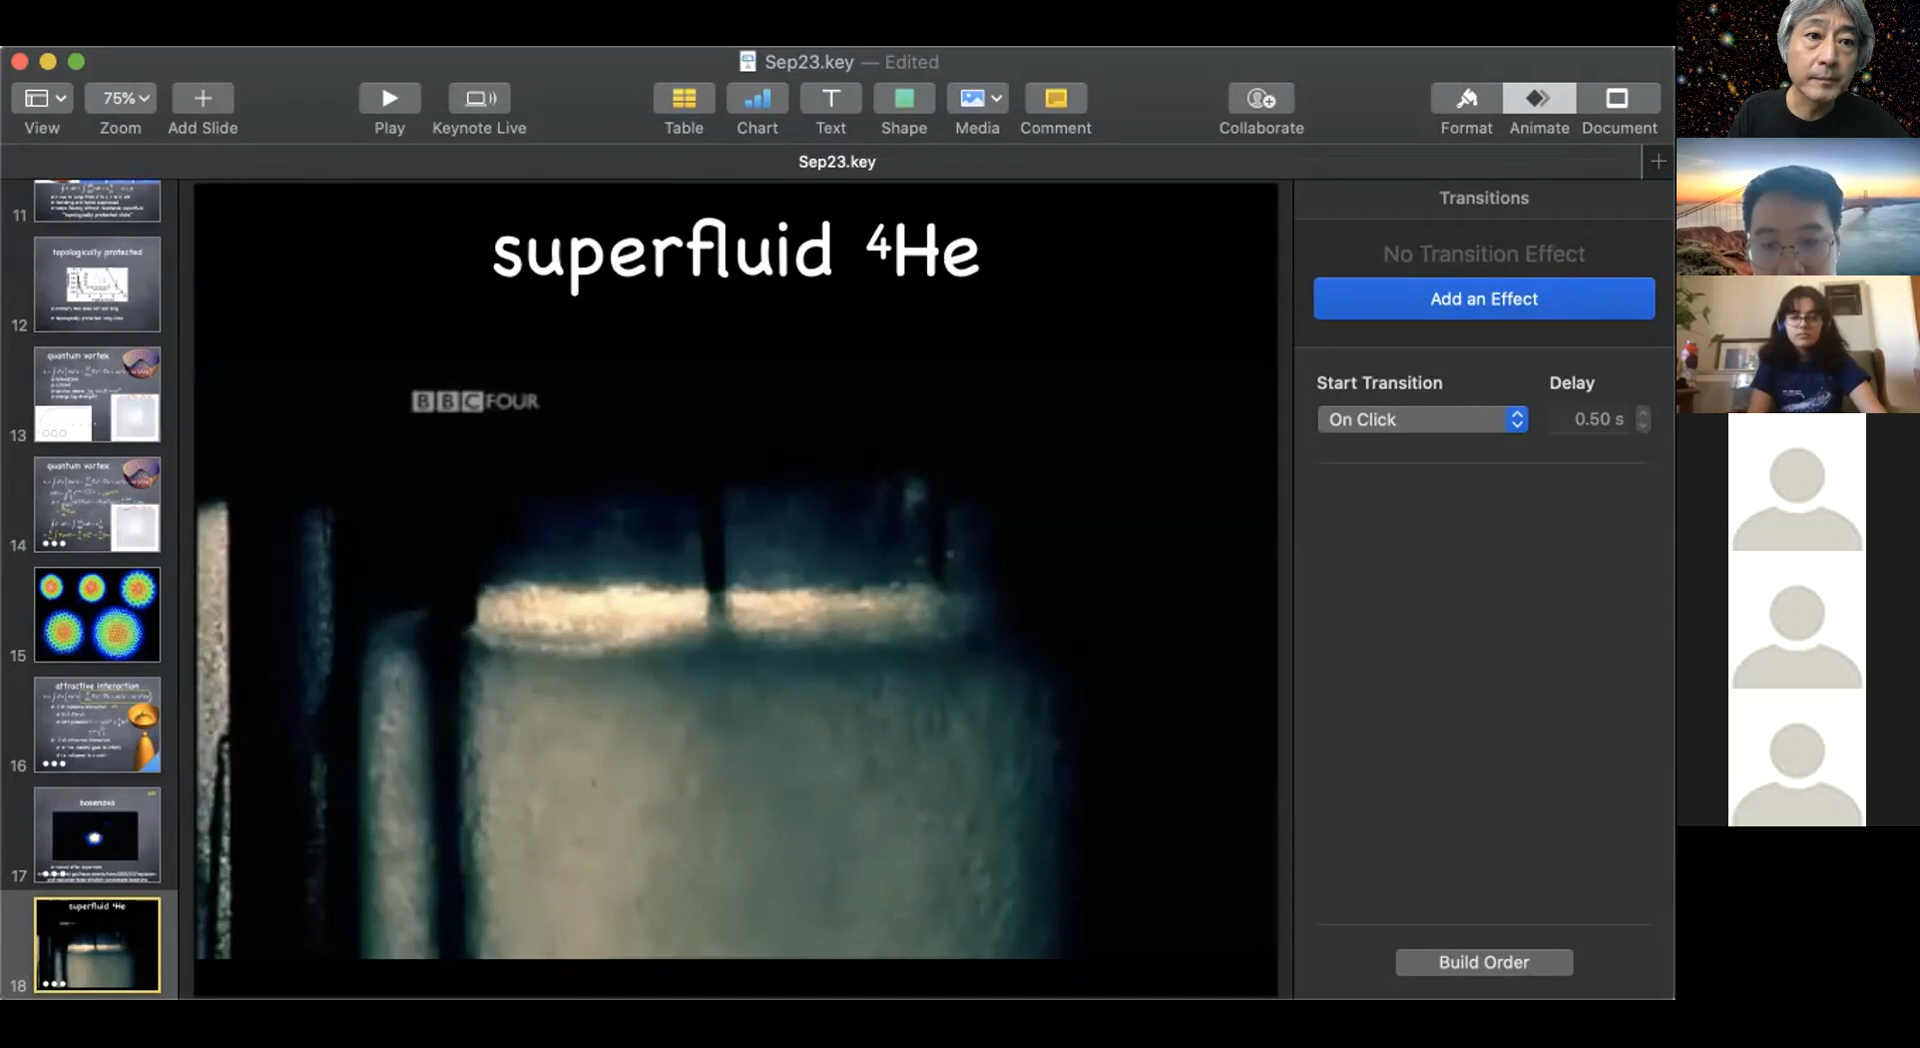 Sep23.key — Edited
75%
View
Zoom
Add Slide
Play
Keynote Live
Table
Chart
Text
Shape
Media
Comment
Collaborate
Format
Animate
Document
Sep23.key
11
"topologically protected state"
topologically protected
12
quantum vortex
13
quantum vortex
14
15
attractive interaction
16
bosenova
17
superfluid ⁴He
18
superfluid ⁴He
BBC FOUR
Transitions
No Transition Effect
Add an Effect
Start Transition
Delay
On Click
0.50 s
Build Order